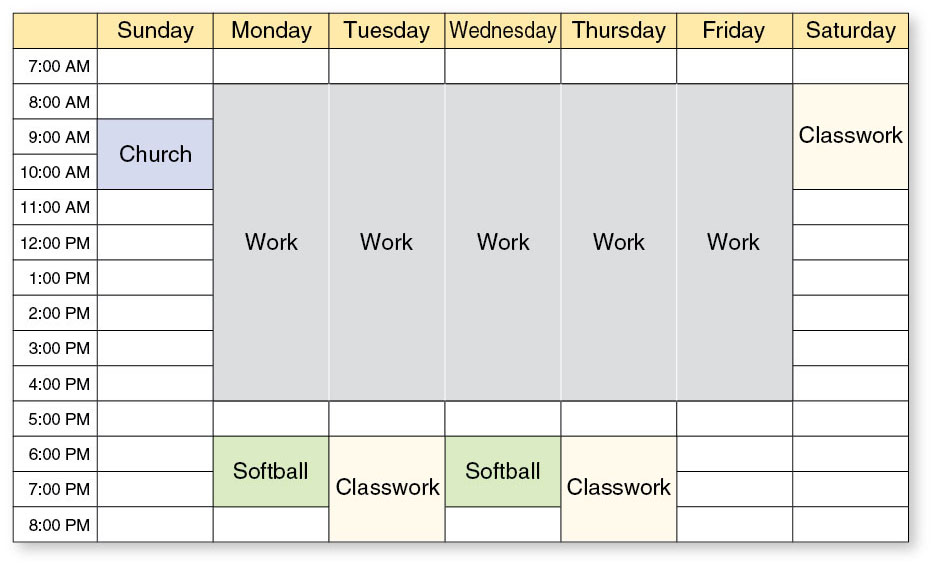 Sunday Monday Tuesday Wednesday Thursday Friday Saturday
7:00 AM
8:00 AM
9:00 AM Classwork
Church
10:00 AM
11:00 AM
12:00 PM Work Work Work Work Work
1:00 PM
2:00 PM
3:00 PM
4:00 PM
5:00 PM
6:00 PM
Softball Softball
7:00 PM Classwork Classwork
8:00 PM